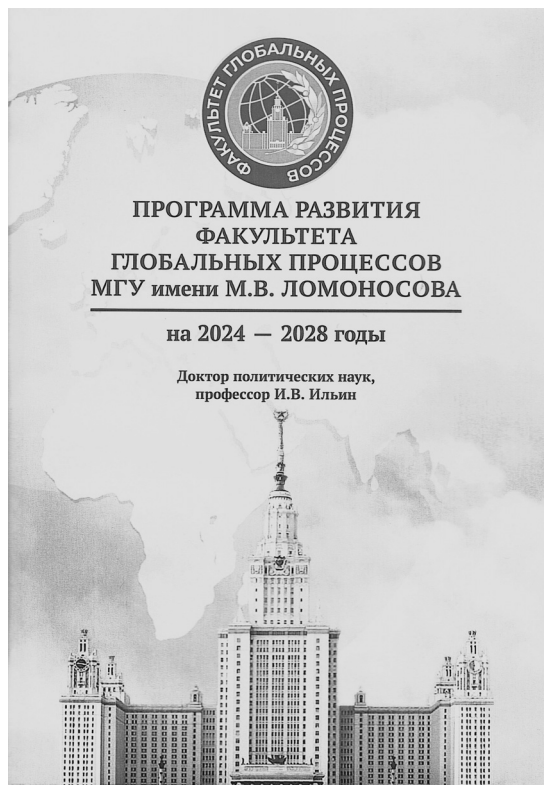 ФАКУЛЬТЕТ ГЛОБАЛЬНЫХ ПРОЦЕССОВ
ПРОГРАММА РАЗВИТИЯ
ФАКУЛЬТЕТА
ГЛОБАЛЬНЫХ ПРОЦЕССОВ
МГУ имени М.В. ЛОМОНОСОВА
на 2024 — 2028 годы
Доктор политических наук,
профессор И.В. Ильин